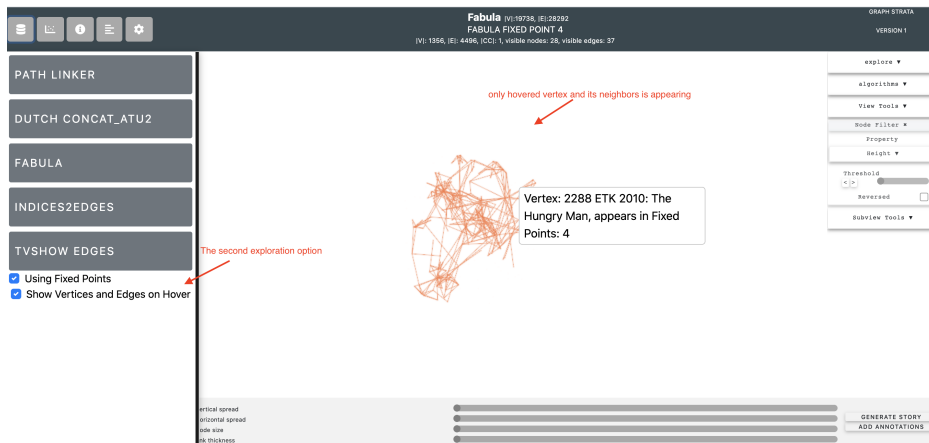 Fabula |V|:19738, |E|:28292
FABULA FIXED POINT 4
|V|: 1356, |E|: 4496, |CC|: 1, visible nodes: 28, visible edges: 37
GRAPH STRATA
VERSION 1
PATH LINKER
DUTCH CONCAT_ATU2
FABULA
INDICES2EDGES
TVSHOW EDGES
Using Fixed Points
Show Vertices and Edges on Hover
The second exploration option
only hovered vertex and its neighbors is appearing
Vertex: 2288 ETK 2010: The
Hungry Man, appears in Fixed
Points: 4
explore ▼
algorithms ▼
View Tools ▼
Node Filter ✖
Property
Height ▼
Threshold
< >
Reversed
Subview Tools ▼
ertical spread
orizontal spread
ode size
nk thickness
GENERATE STORY
ADD ANNOTATIONS